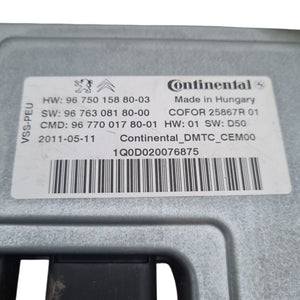 Continental
HW: 96 750 158 80-03 Made in Hungary
SW: 96 763 081 80-00 COFOR 25867R 01
CMD: 96 770 017 80-01 HW: 01 SW: D50
2011-05-11 Continental_DMTC_CEM00
1Q0D020076875
VSS-PEU